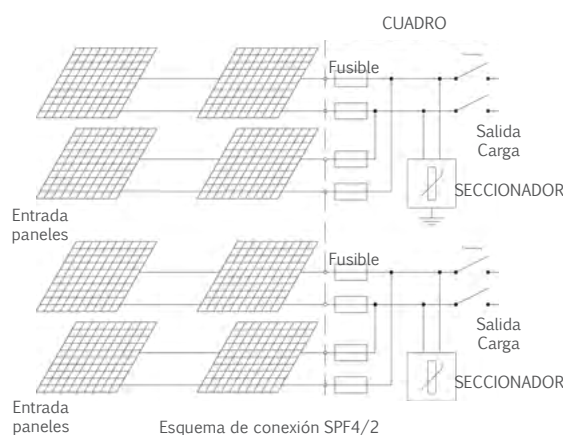 CUADRO
Fusible
Salida
Carga
SECCIONADOR
Entrada
paneles
Fusible
Salida
Carga
SECCIONADOR
Entrada
paneles
Esquema de conexión SPF4/2